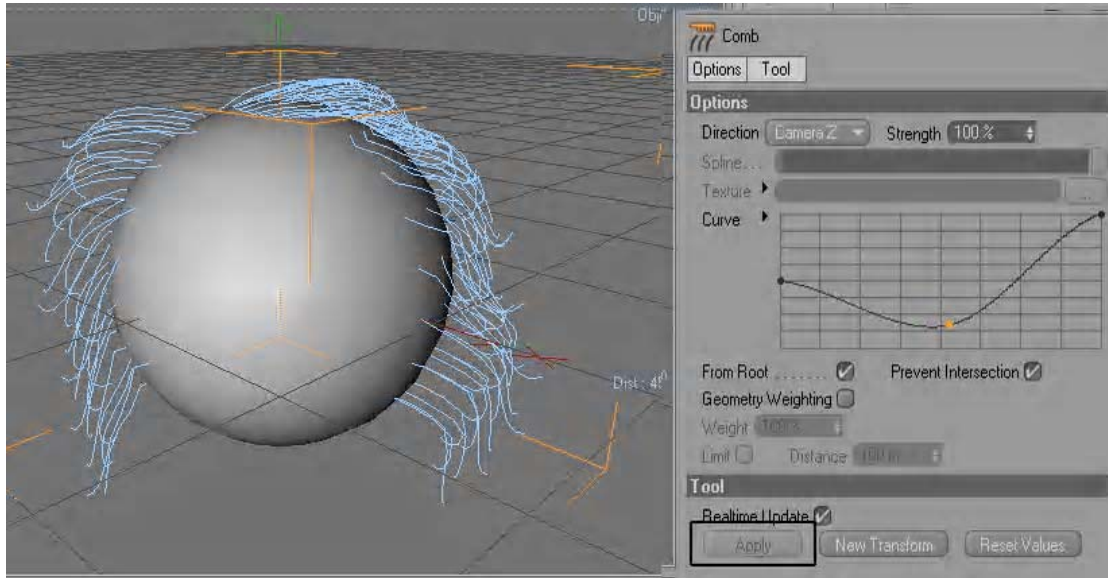 Obj
Dist : 4
Comb
Options Tool
Options
Direction Camera Z Strength 100 %
Spline . . .
Texture ...
Curve
From Root . . . . . . . Prevent Intersection
Geometry Weighting
Weight
Limit Distance
Tool
Realtime Update
Apply New Transform Reset Values